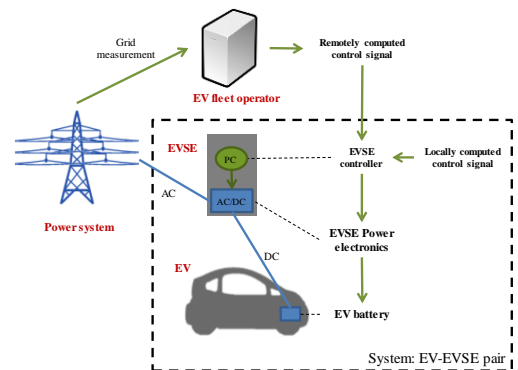 Grid
measurement
Remotely computed
control signal
EV fleet operator
EVSE
PC
EVSE
controller
Locally computed
control signal
AC
AC/DC
Power system
EVSE Power
electronics
DC
EV
EV battery
System: EV-EVSE pair